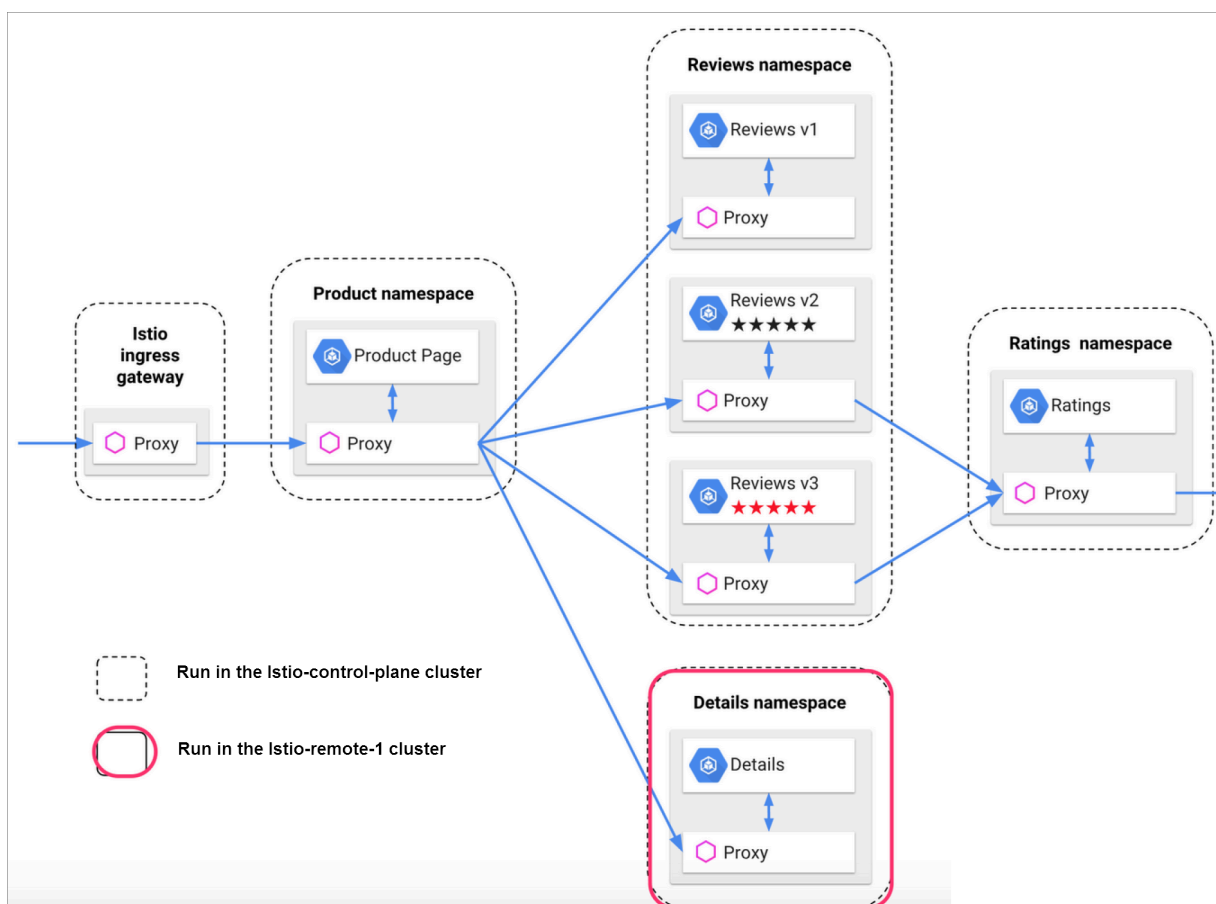 Istio
ingress
gateway
Proxy
Product namespace
Product Page
Proxy
Reviews namespace
Reviews v1
Proxy
Reviews v2
★★★★★
Proxy
Reviews v3
★★★★★
Proxy
Ratings namespace
Ratings
Proxy
Details namespace
Details
Proxy
Run in the Istio-control-plane cluster
Run in the Istio-remote-1 cluster